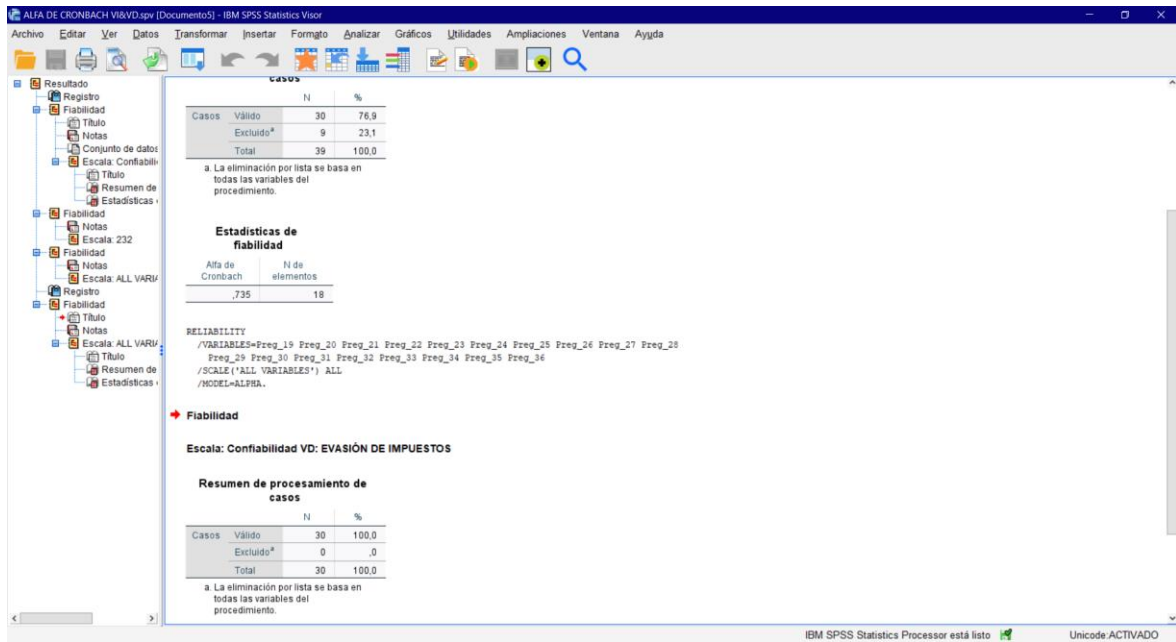 ALFA DE CRONBACH VI&VD.spv [Documento5] - IBM SPSS Statistics Visor
Archivo Editar Ver Datos Transformar Insertar Formato Analizar Gráficos Utilidades Ampliaciones Ventana Ayuda
Resultado
Registro
Fiabilidad
Título
Notas
Conjunto de datos
Escala: Confiabili
Título
Resumen de
Estadísticas
Fiabilidad
Notas
Escala: 232
Fiabilidad
Notas
Escala: ALL VARIA
Registro
Fiabilidad
Título
Notas
Escala: ALL VARIA
Título
Resumen de
Estadísticas
casos
N %
Casos Válido 30 76,9
Excluido a 9 23,1
Total 39 100,0
a. La eliminación por lista se basa en
todas las variables del
procedimiento.
Estadísticas de
fiabilidad
Alfa de N de
Cronbach elementos
,735 18
RELIABILITY
/VARIABLES=Preg_19 Preg_20 Preg_21 Preg_22 Preg_23 Preg_24 Preg_25 Preg_26 Preg_27 Preg_28
Preg_29 Preg_30 Preg_31 Preg_32 Preg_33 Preg_34 Preg_35 Preg_36
/SCALE('ALL VARIABLES') ALL
/MODEL=ALPHA.
Fiabilidad
Escala: Confiabilidad VD: EVASIÓN DE IMPUESTOS
Resumen de procesamiento de
casos
N %
Casos Válido 30 100,0
Excluido a 0 ,0
Total 30 100,0
a. La eliminación por lista se basa en
todas las variables del
procedimiento.
IBM SPSS Statistics Processor está listo Unicode:ACTIVADO